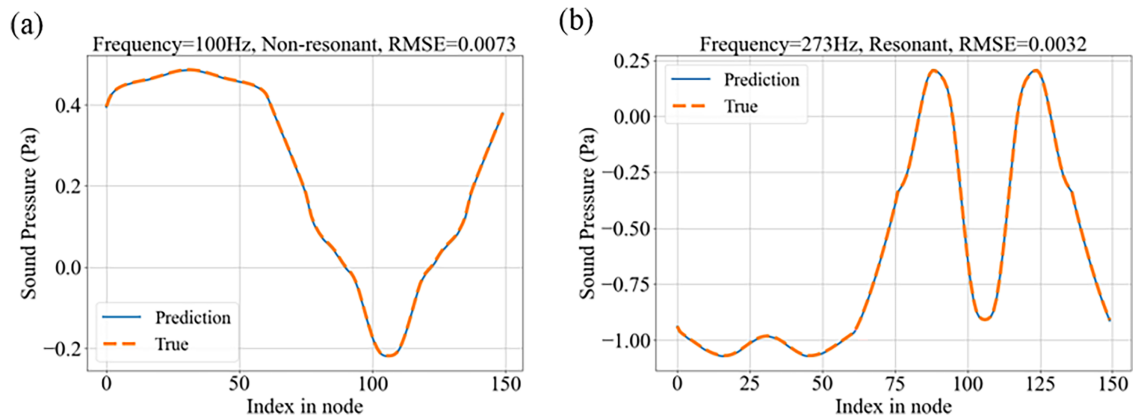 (a)
Frequency=100Hz, Non-resonant, RMSE=0.0073
Sound Pressure (Pa)
0.4
0.2
0.0
−0.2
Prediction
True
0
50
100
150
Index in node
(b)
Frequency=273Hz, Resonant, RMSE=0.0032
Sound Pressure (Pa)
0.25
0.00
−0.25
−0.50
−0.75
−1.00
Prediction
True
0
25
50
75
100
125
150
Index in node